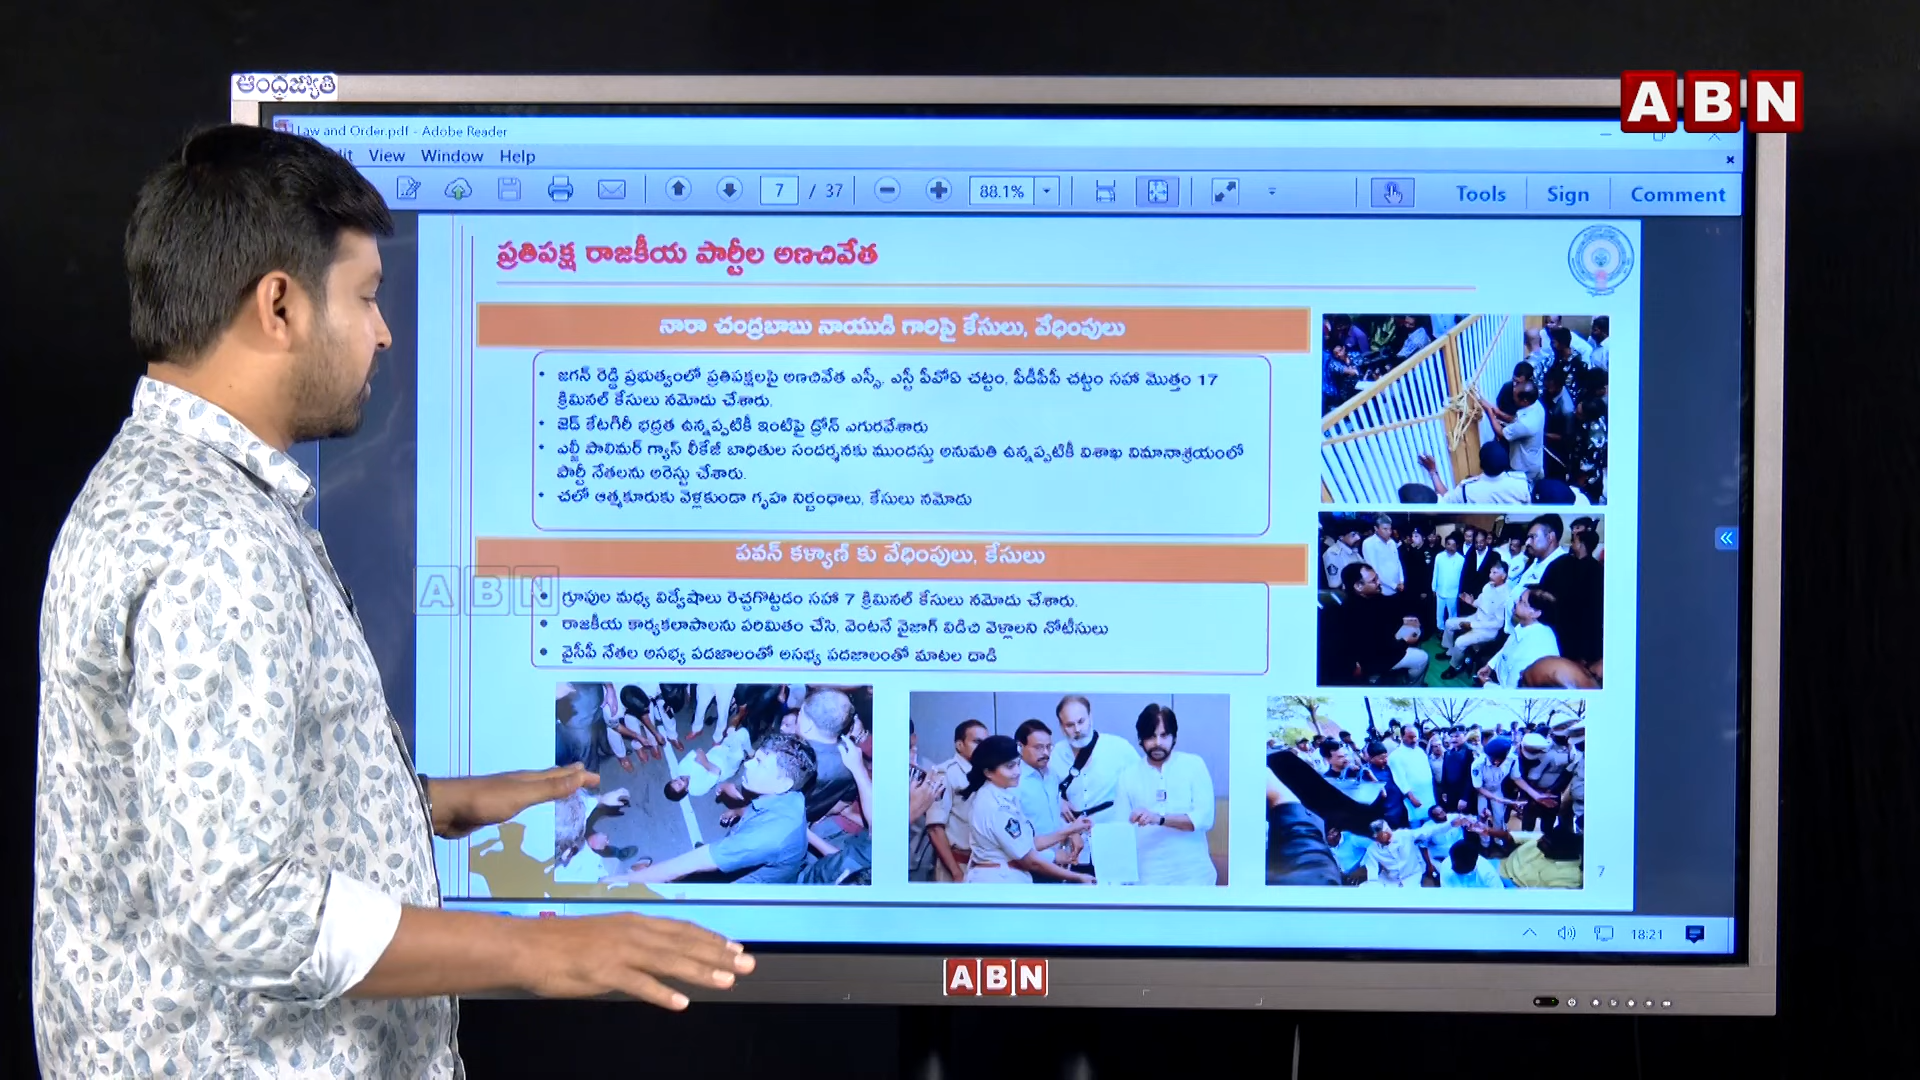 ఆంధ్రజ్యోతి
ABN
Law and Order.pdf - Adobe Reader
View Window Help
7 / 37
88.1%
Tools Sign Comment
ప్రతిపక్ష రాజకీయ పార్టీల అణచివేత
నారా చంద్రబాబు నాయుడి గారిపై కేసులు, వేధింపులు
• జగన్ రెడ్డి ప్రభుత్వంలో ప్రతిపక్షలపై అణచివేత ఎస్సీ, ఎస్టీ పీవోఏ చట్టం, పీడీపీపీ చట్టం సహా మొత్తం 17
క్రిమినల్ కేసులు నమోదు చేశారు.
• జెడ్ కేటగిరీ భద్రత ఉన్నప్పటికీ ఇంటిపై డ్రోన్ ఎగురవేశారు
• ఎల్జీ పాలిమర్ గ్యాస్ లీకేజీ బాధితుల సందర్శనకు ముందస్తు అనుమతి ఉన్నప్పటికీ విశాఖ విమానాశ్రయంలో
పార్టీ నేతలను అరెస్టు చేశారు.
• చలో ఆత్మకూరుకు వెళ్లకుండా గృహ నిర్బంధాలు, కేసులు నమోదు
పవన్ కళ్యాణ్ కు వేధింపులు, కేసులు
ABN
• గ్రూపుల మధ్య విద్వేషాలు రెచ్చగొట్టడం సహా 7 క్రిమినల్ కేసులు నమోదు చేశారు.
• రాజకీయ కార్యకలాపాలను పరిమితం చేసి, వెంటనే వైజాగ్ విడిచి వెళ్లాలని నోటీసులు
• వైసీపీ నేతల అసభ్య పదజాలంతో అసభ్య పదజాలంతో మాటల దాడి
7
18:21
ABN